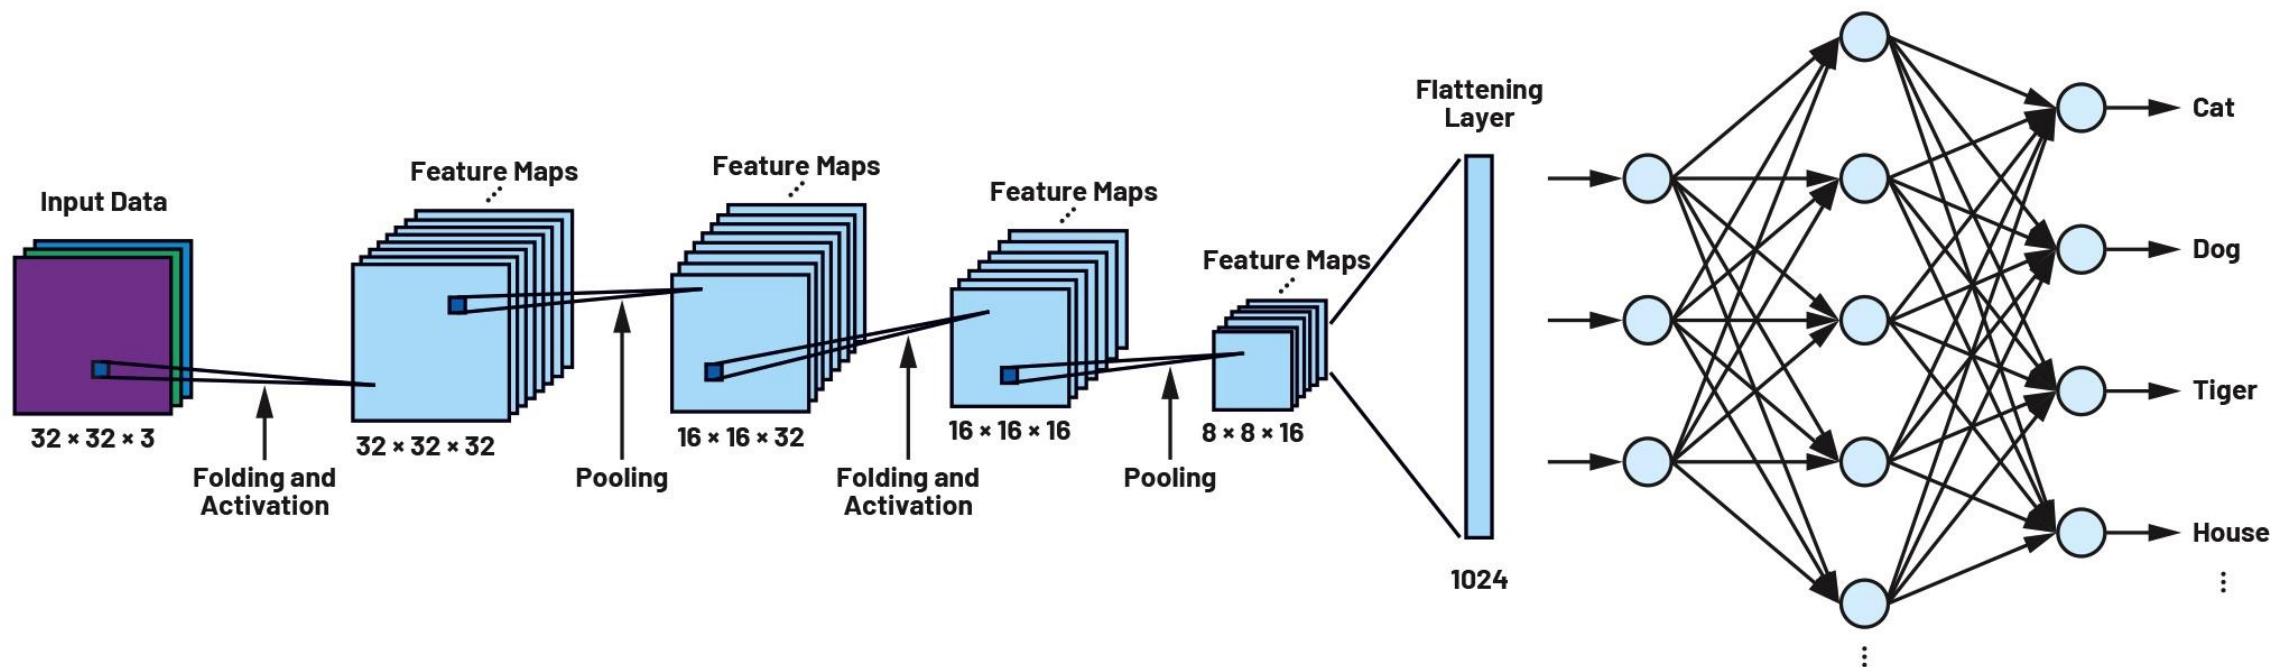 Input Data
32 × 32 × 3
Folding and
Activation
Feature Maps
32 × 32 × 32
Pooling
Feature Maps
16 × 16 × 32
Folding and
Activation
Feature Maps
16 × 16 × 16
Pooling
Feature Maps
8 × 8 × 16
Flattening
Layer
1024
Cat
Dog
Tiger
House